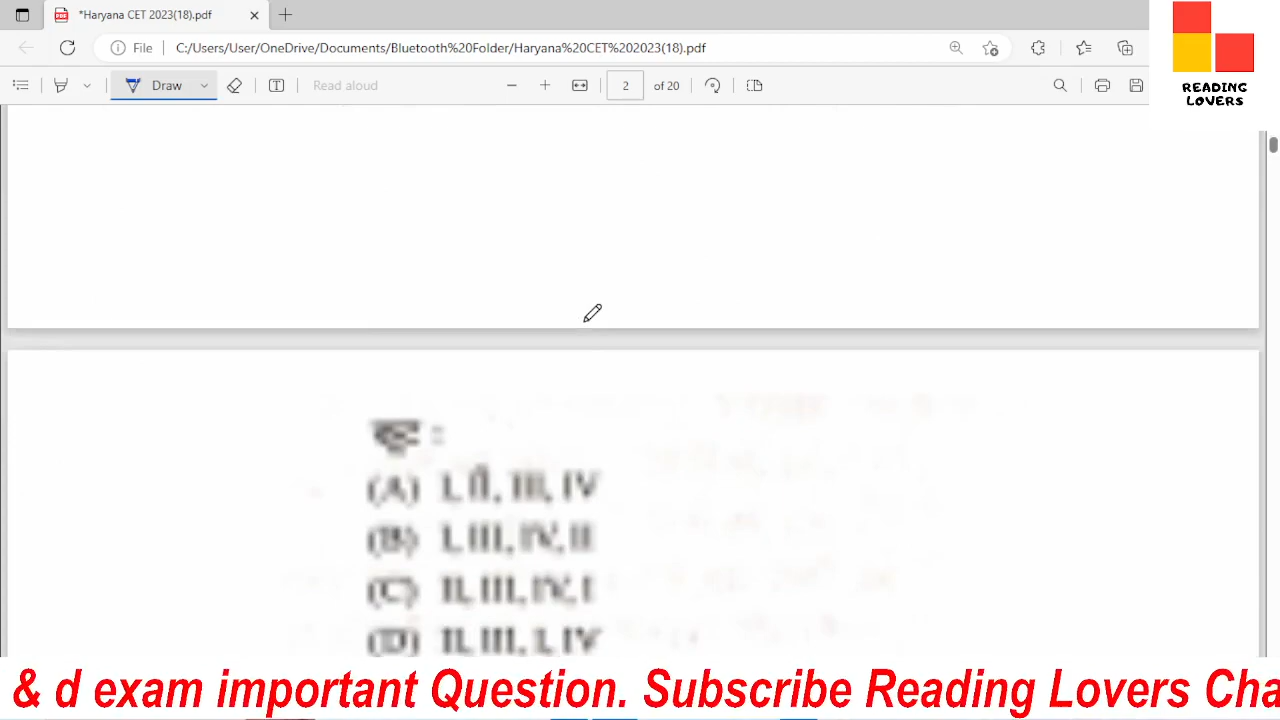 *Haryana CET 2023(18).pdf
File C:/Users/User/OneDrive/Documents/Bluetooth%20Folder/Haryana%20CET%202023(18).pdf
Draw Read aloud 2 of 20
READING
LOVERS
कूट :
(A) I, II, III, IV
(B) I, III, IV, II
(C) II, III, IV, I
(D) II, III, I, IV
& d exam important Question. Subscribe Reading Lovers Cha